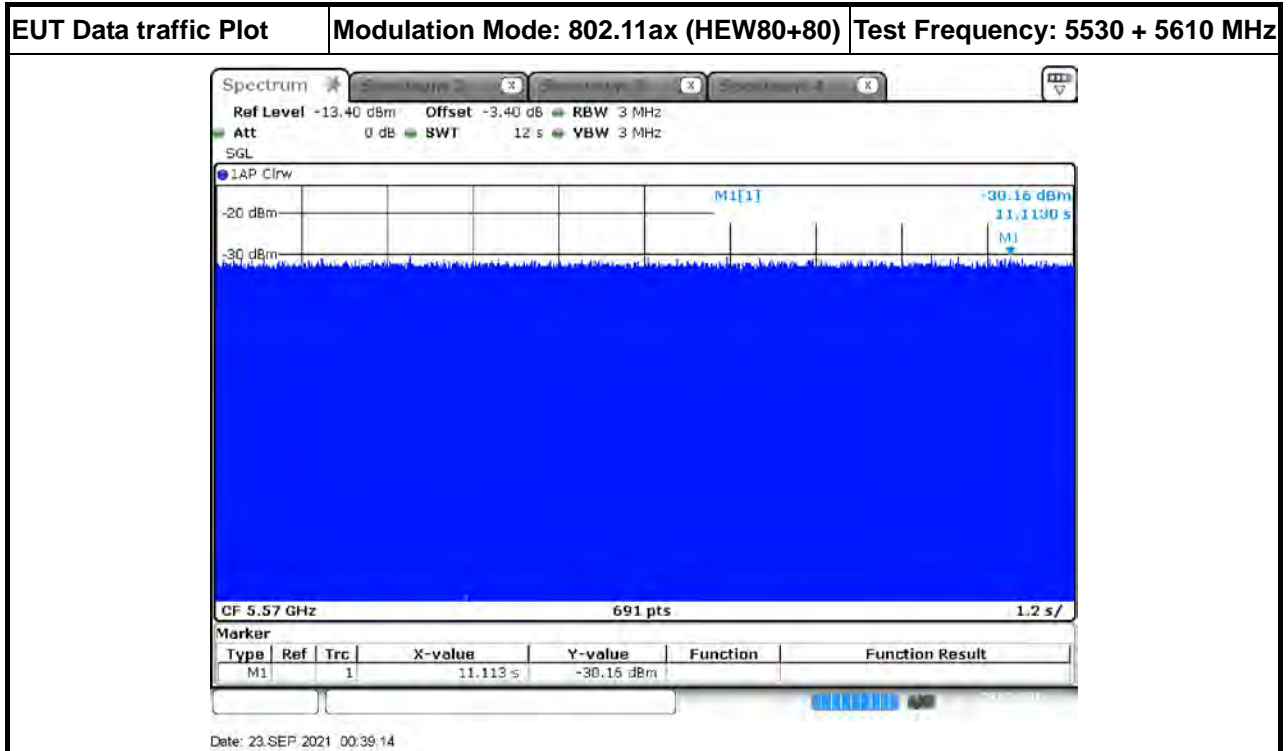 EUT Data traffic Plot Modulation Mode: 802.11ax (HEW80+80) Test Frequency: 5530 + 5610 MHz
Spectrum
Ref Level -13.40 dBm Offset -3.40 dB RBW 3 MHz
Att 0 dB SWT 12 s VBW 3 MHz
SGL
1AP Clrw
M1[1] -30.16 dBm
-20 dBm 11.1130 s
M1
-30 dBm
CF 5.57 GHz 691 pts 1.2 s/
Marker
Type Ref Trc X-value Y-value Function Function Result
M1 1 11.113 s -30.16 dBm
Date: 23.SEP.2021 00:39:14